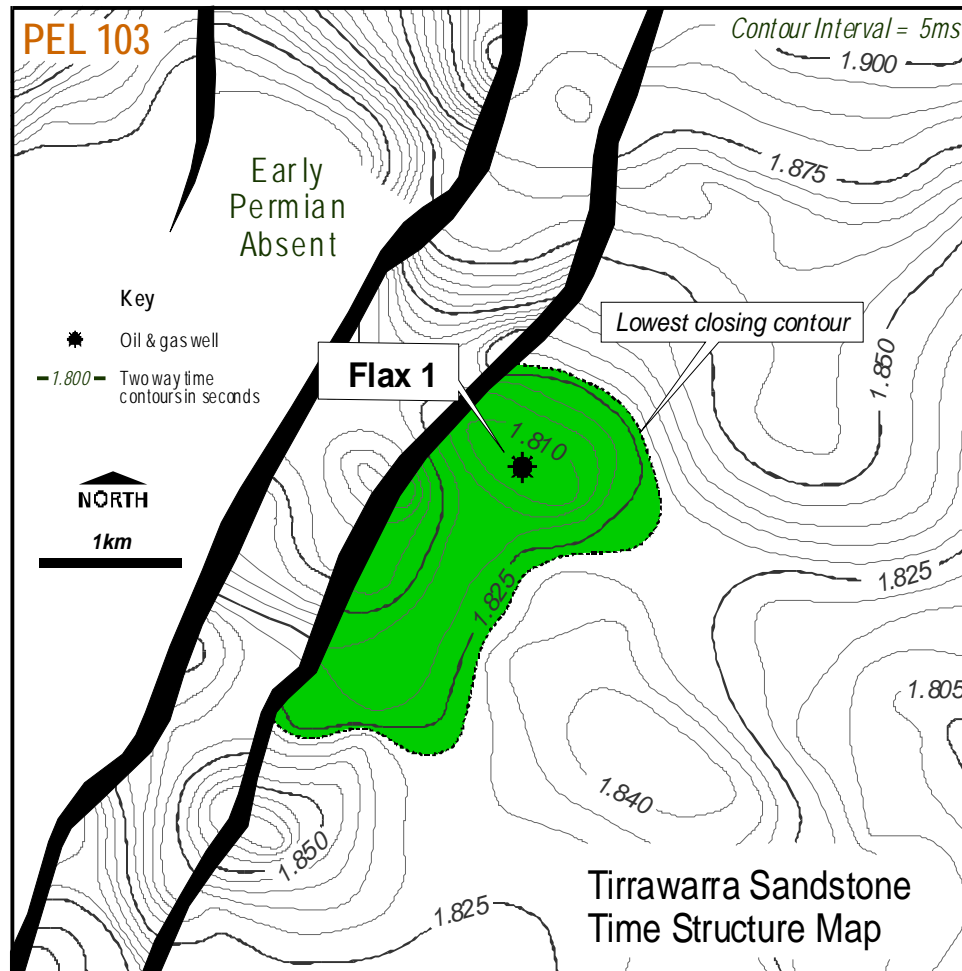 PEL 103
Contour Interval = 5ms
1.900
1.875
Early
Permian
Absent
Key
Oil & gas well
1.800 Two way time
contours in seconds
Lowest closing contour
1.850
Flax 1
1.810
NORTH
1km
1.825
1.825
1.805
1.840
1.850
1.825
Tirrawarra Sandstone
Time Structure Map